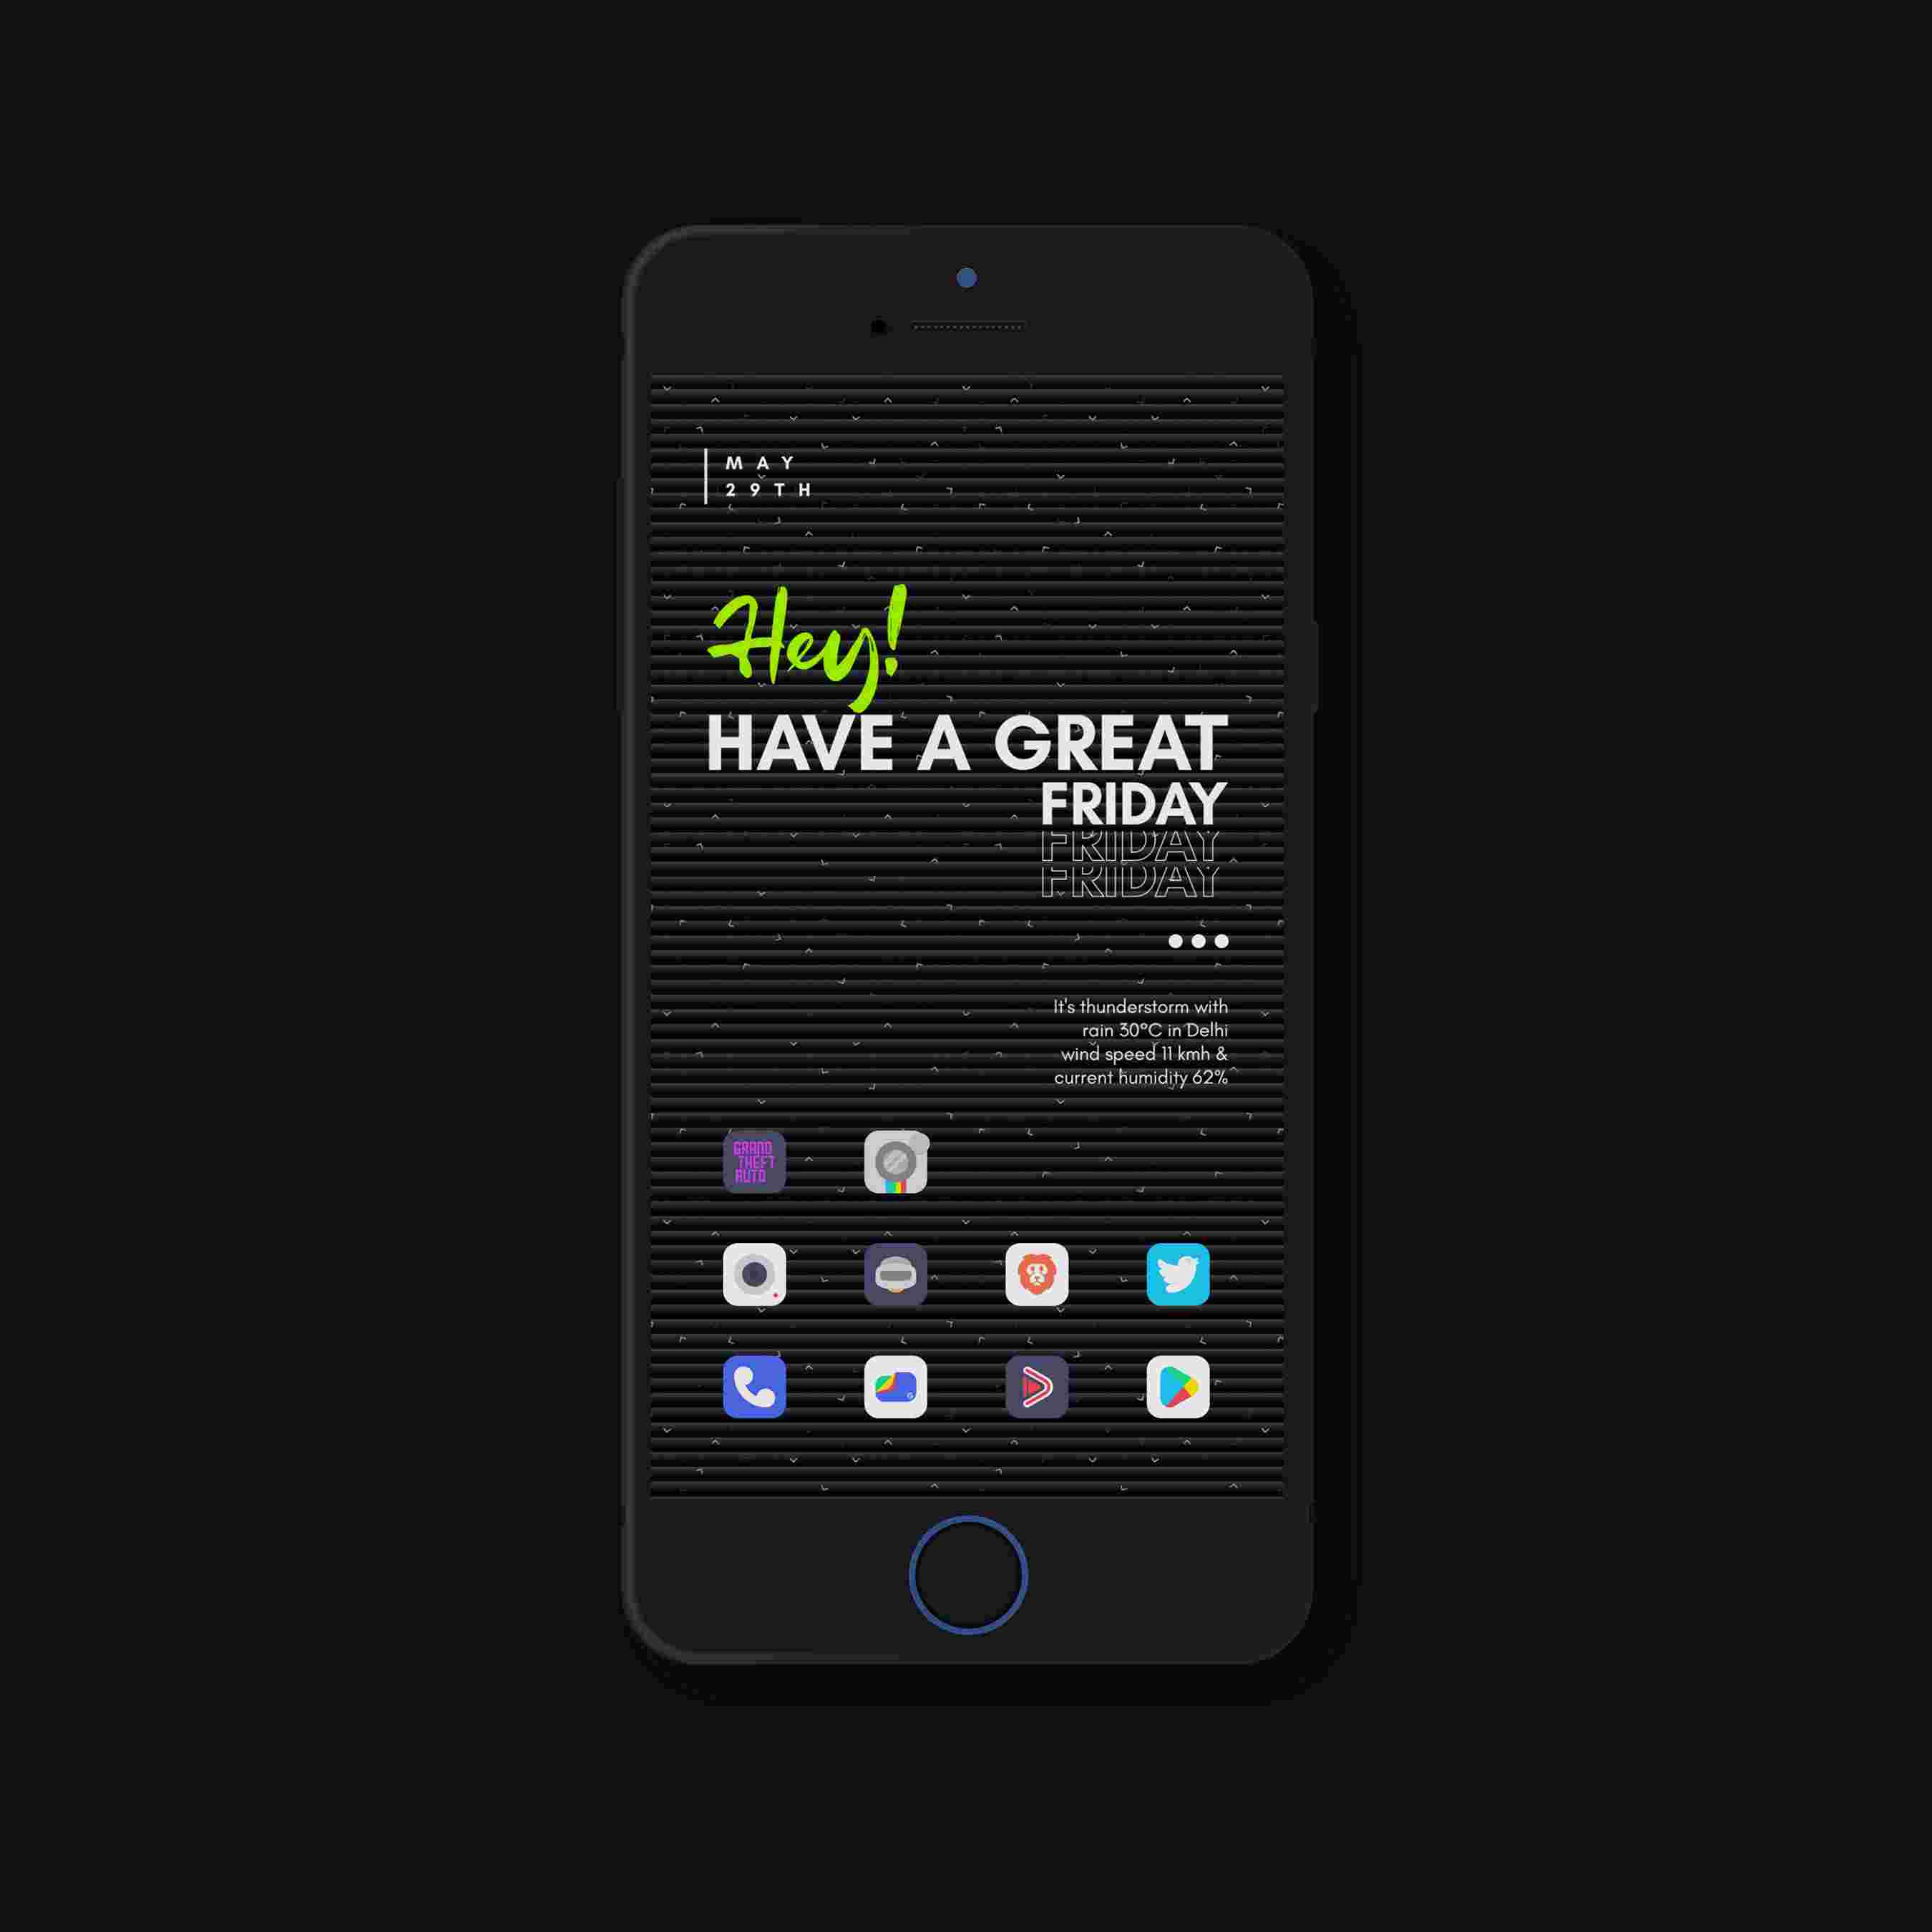 MAY
29TH
Hey!
HAVE A GREAT
FRIDAY
FRIDAY
FRIDAY
It's thunderstorm with
rain 30°C in Delhi
wind speed 11 kmh &
current humidity 62%
GRAND
THEFT
AUTO
G